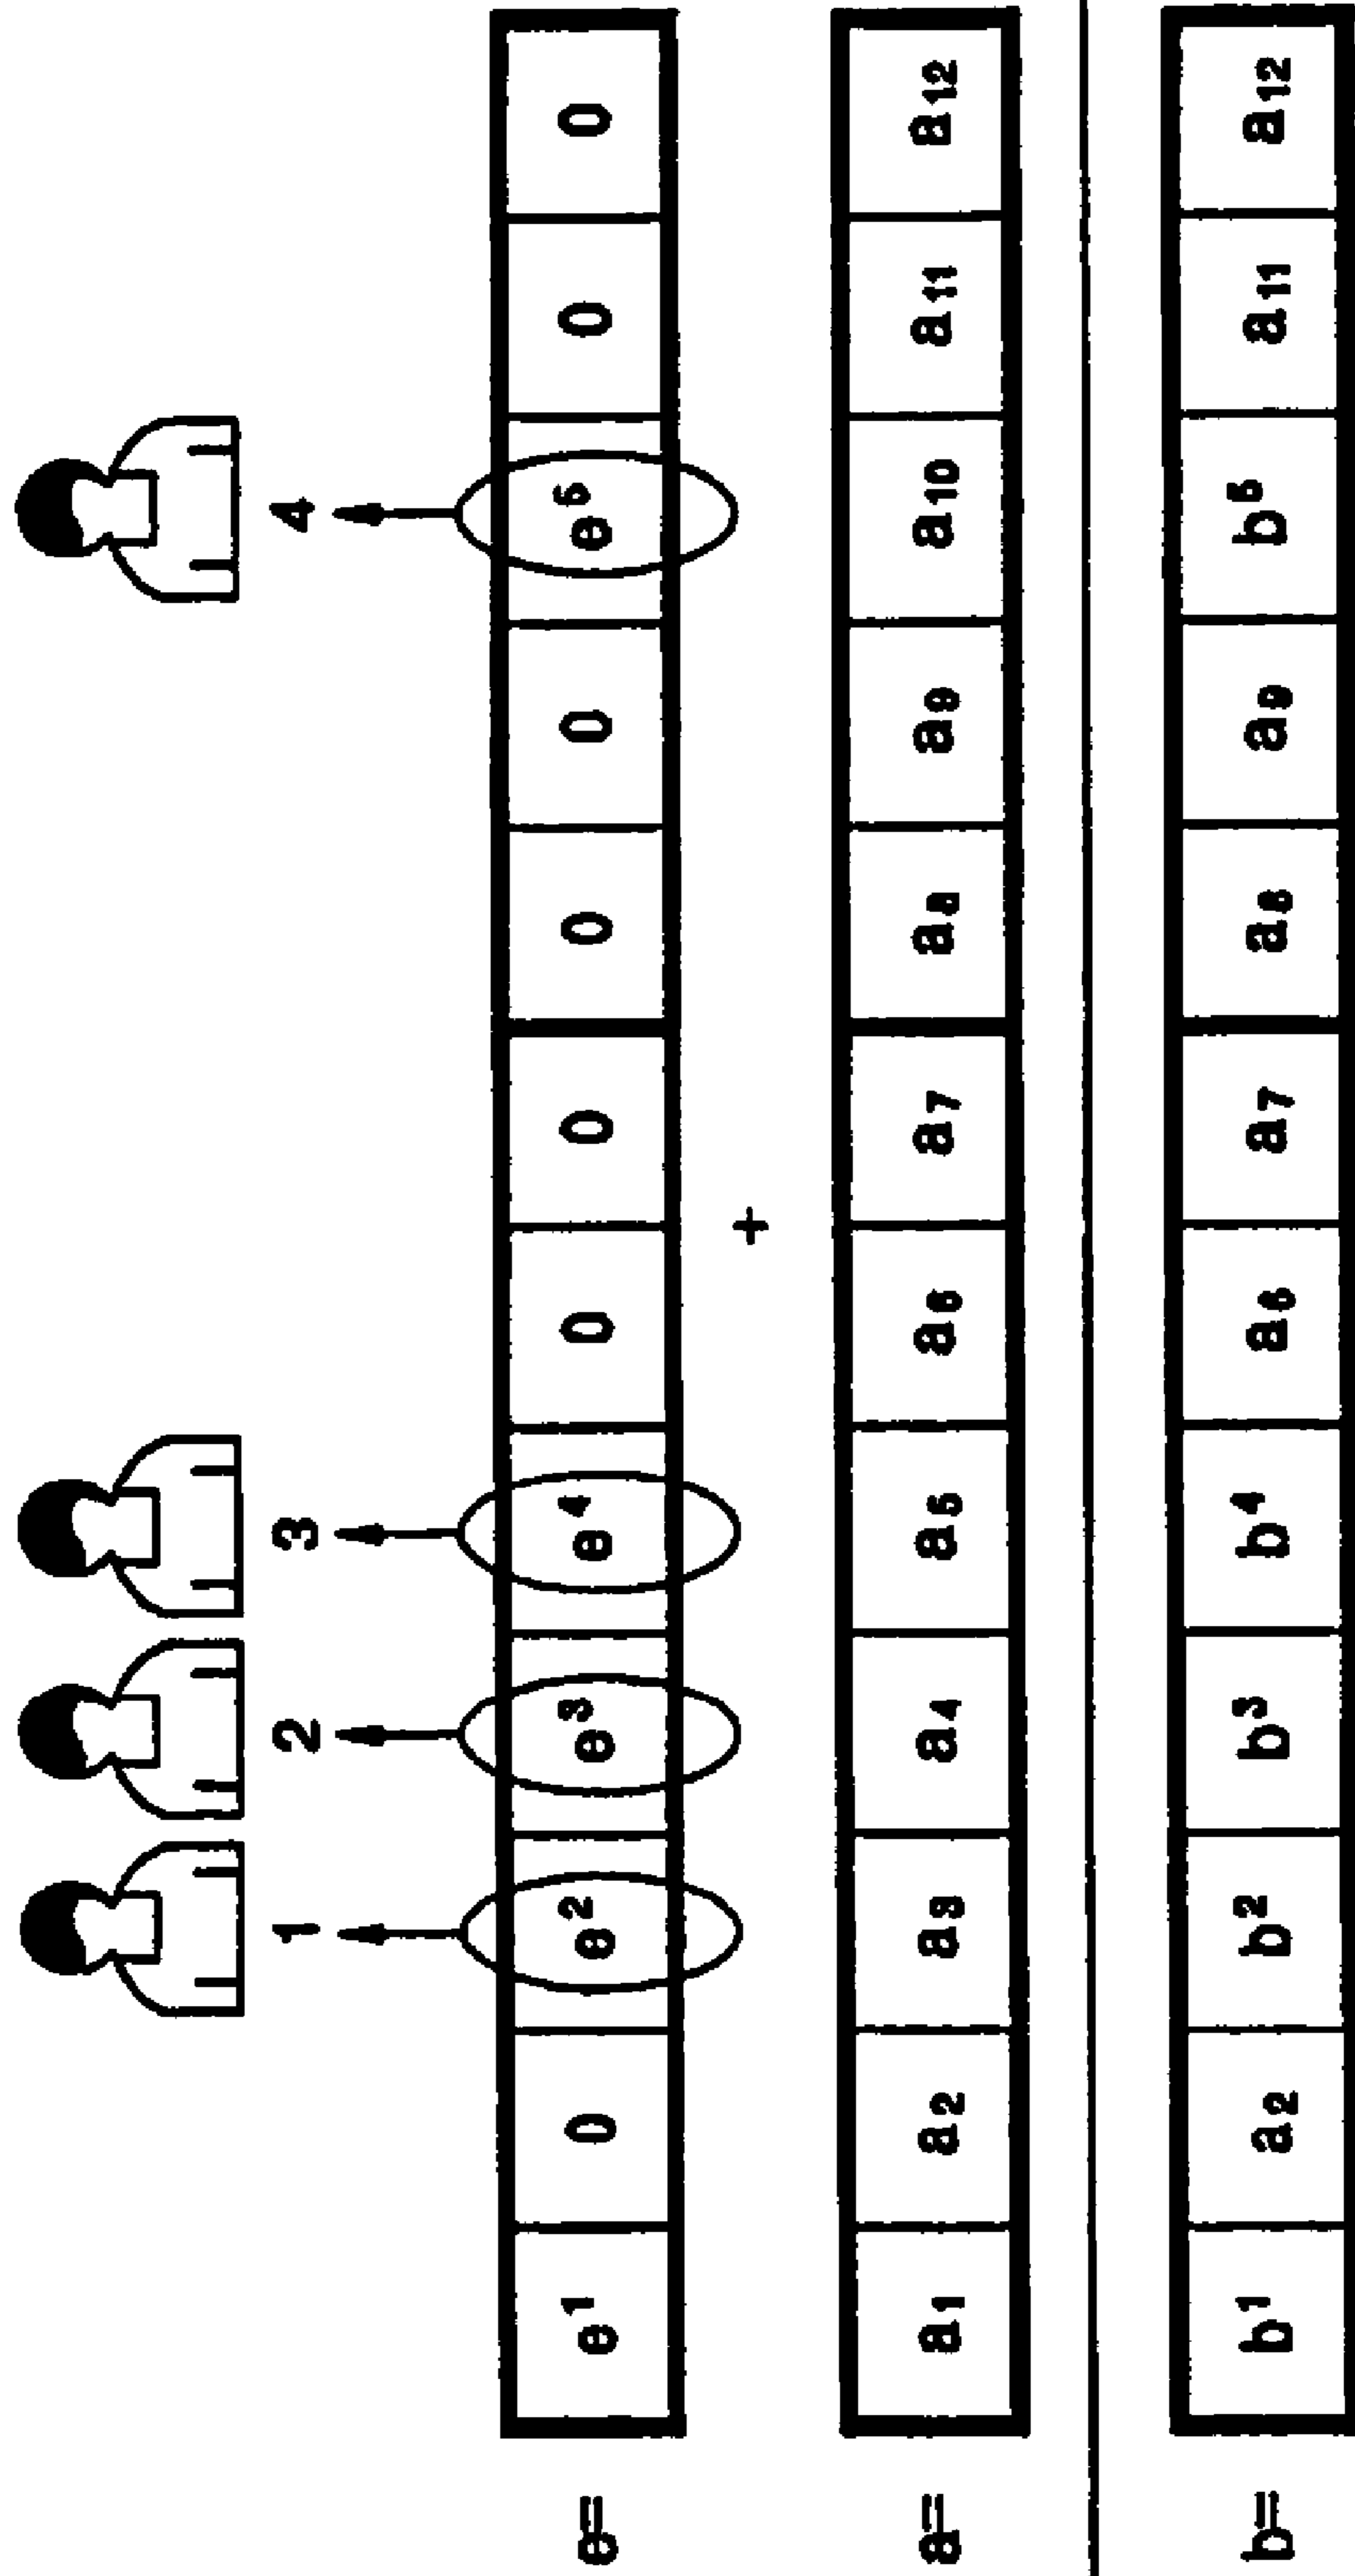 1 2 3 4
e= e¹ 0 e² e³ e⁴ 0 0 0 0 e⁵ 0 0
+
a= a₁ a₂ a₃ a₄ a₅ a₆ a₇ a₈ a₉ a₁₀ a₁₁ a₁₂
b= b¹ a₂ b² b³ b⁴ a₆ a₇ a₈ a₉ b⁵ a₁₁ a₁₂